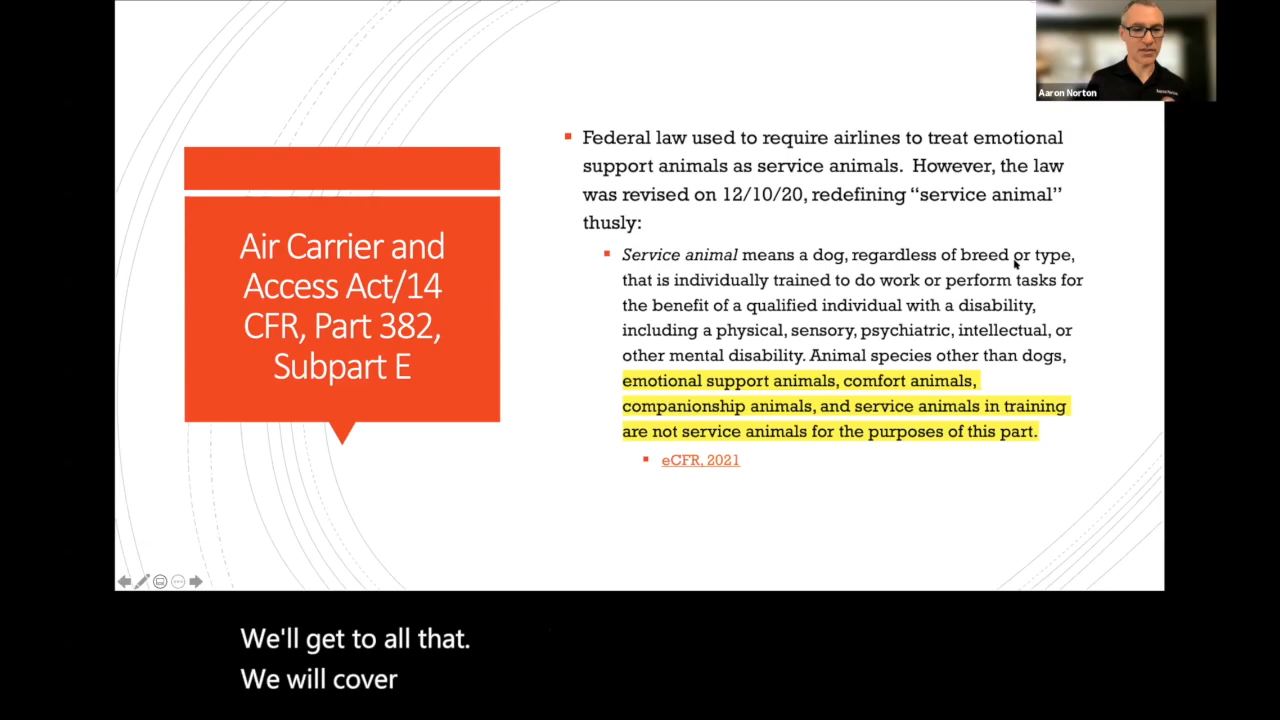 Aaron Norton
Air Carrier and
Access Act/14
CFR, Part 382,
Subpart E
Federal law used to require airlines to treat emotional
support animals as service animals. However, the law
was revised on 12/10/20, redefining “service animal”
thusly:
Service animal means a dog, regardless of breed or type,
that is individually trained to do work or perform tasks for
the benefit of a qualified individual with a disability,
including a physical, sensory, psychiatric, intellectual, or
other mental disability. Animal species other than dogs,
emotional support animals, comfort animals,
companionship animals, and service animals in training
are not service animals for the purposes of this part.
eCFR, 2021
We'll get to all that.
We will cover